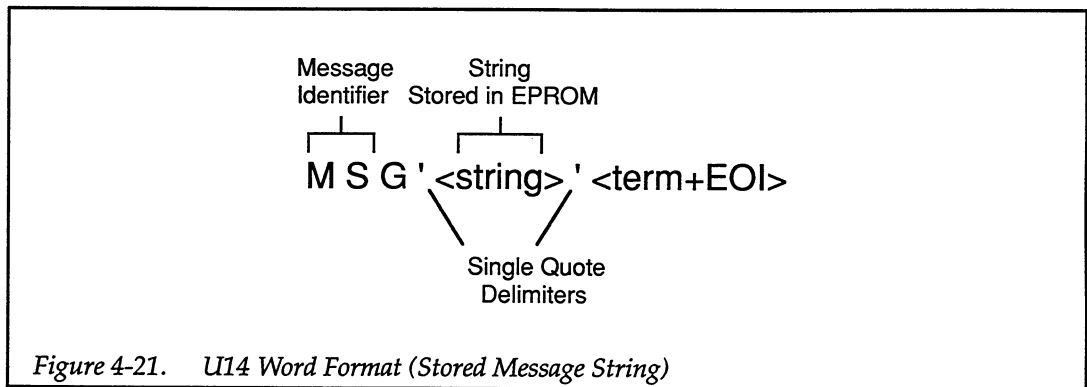 Message
Identifier
String
Stored in EPROM
M S G ' <string> ' <term+EOI>
Single Quote
Delimiters
Figure 4-21. U14 Word Format (Stored Message String)